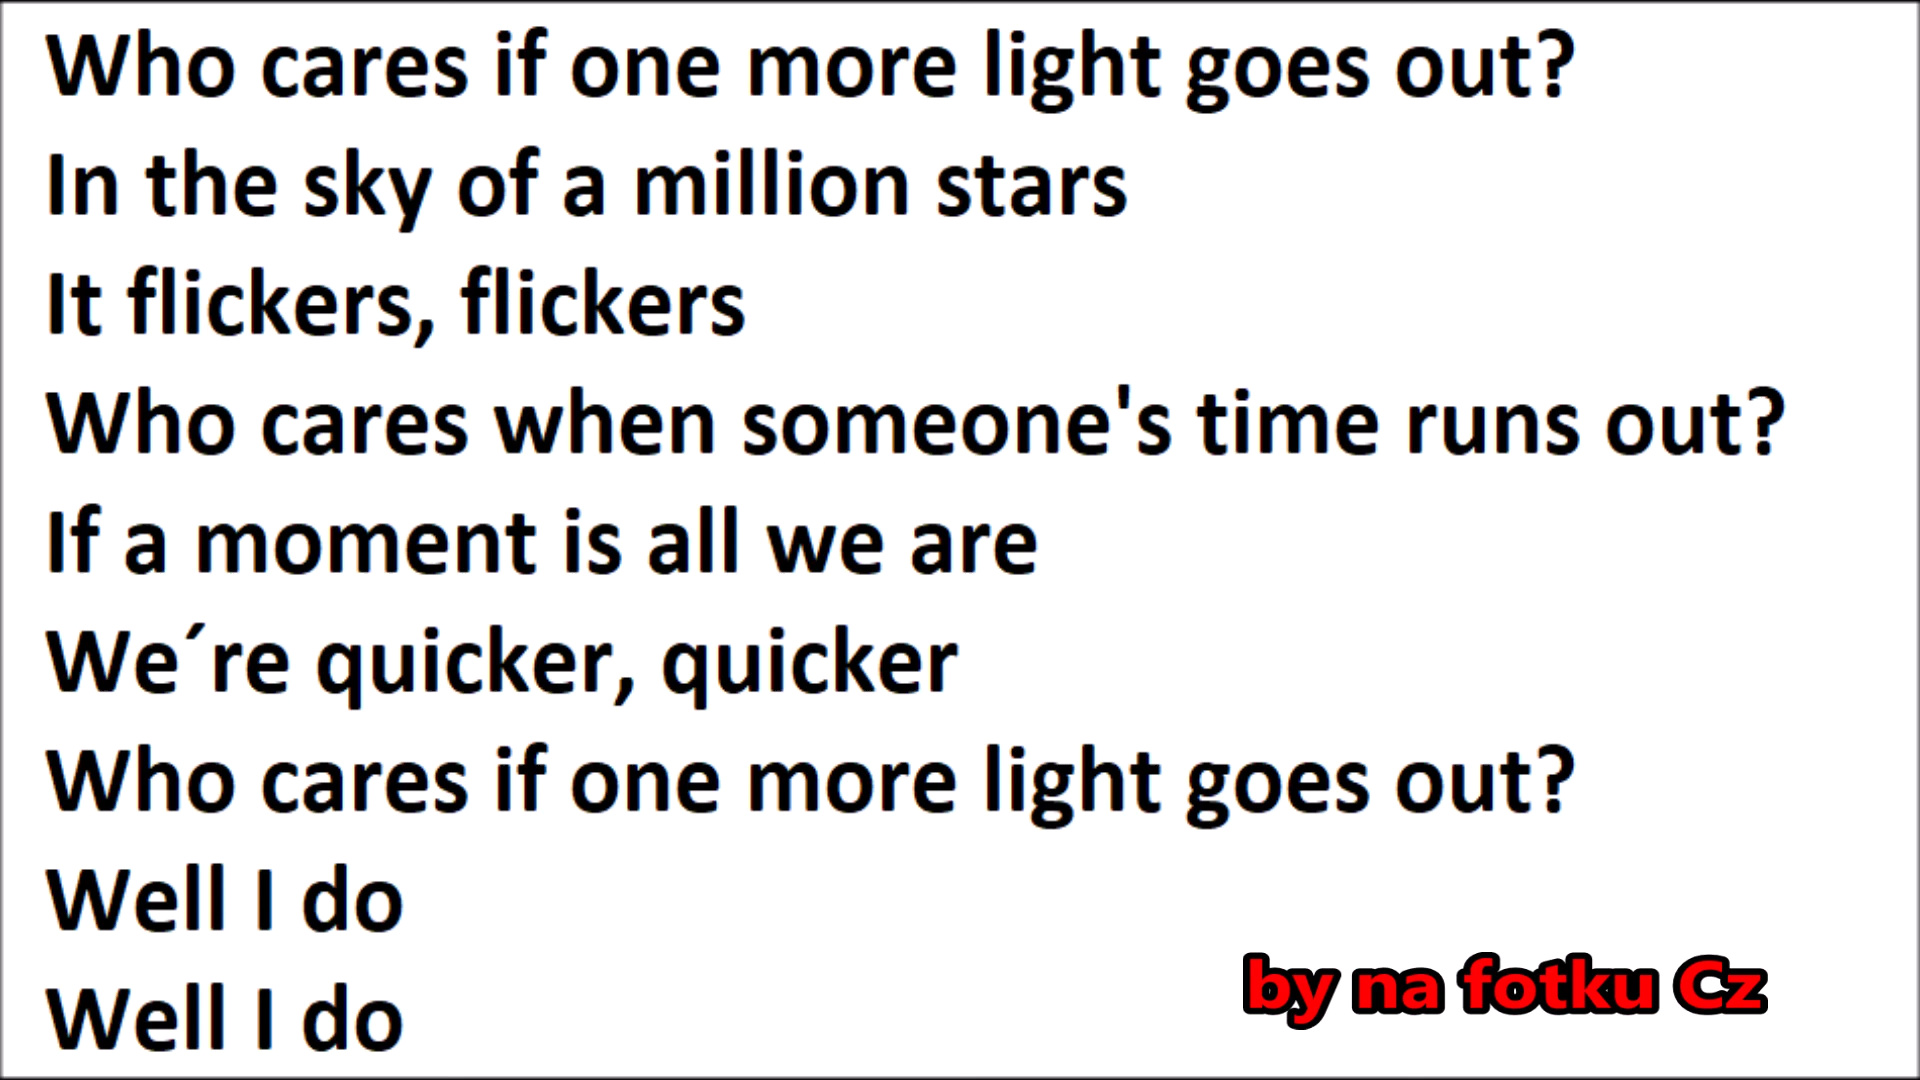 Who cares if one more light goes out?
In the sky of a million stars
It flickers, flickers
Who cares when someone's time runs out?
If a moment is all we are
We´re quicker, quicker
Who cares if one more light goes out?
Well I do
Well I do
by na fotku Cz